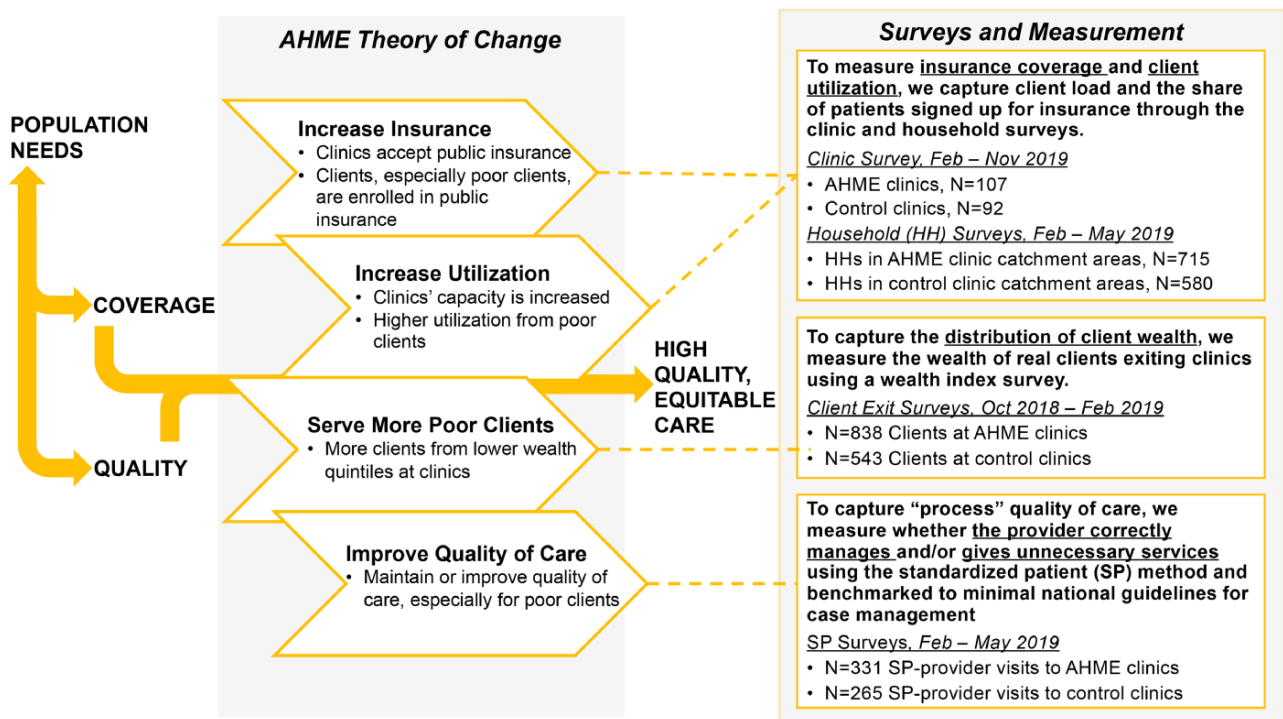 AHME Theory of Change
POPULATION
NEEDS
COVERAGE
QUALITY
Increase Insurance
• Clinics accept public insurance
• Clients, especially poor clients,
are enrolled in public
insurance
Increase Utilization
• Clinics’ capacity is increased
• Higher utilization from poor
clients
Serve More Poor Clients
• More clients from lower wealth
quintiles at clinics
Improve Quality of Care
• Maintain or improve quality of
care, especially for poor clients
HIGH
QUALITY,
EQUITABLE
CARE
Surveys and Measurement
To measure insurance coverage and client
utilization, we capture client load and the share
of patients signed up for insurance through the
clinic and household surveys.
Clinic Survey, Feb – Nov 2019
• AHME clinics, N=107
• Control clinics, N=92
Household (HH) Surveys, Feb – May 2019
• HHs in AHME clinic catchment areas, N=715
• HHs in control clinic catchment areas, N=580
To capture the distribution of client wealth, we
measure the wealth of real clients exiting clinics
using a wealth index survey.
Client Exit Surveys, Oct 2018 – Feb 2019
• N=838 Clients at AHME clinics
• N=543 Clients at control clinics
To capture “process” quality of care, we
measure whether the provider correctly
manages and/or gives unnecessary services
using the standardized patient (SP) method and
benchmarked to minimal national guidelines for
case management
SP Surveys, Feb – May 2019
• N=331 SP-provider visits to AHME clinics
• N=265 SP-provider visits to control clinics